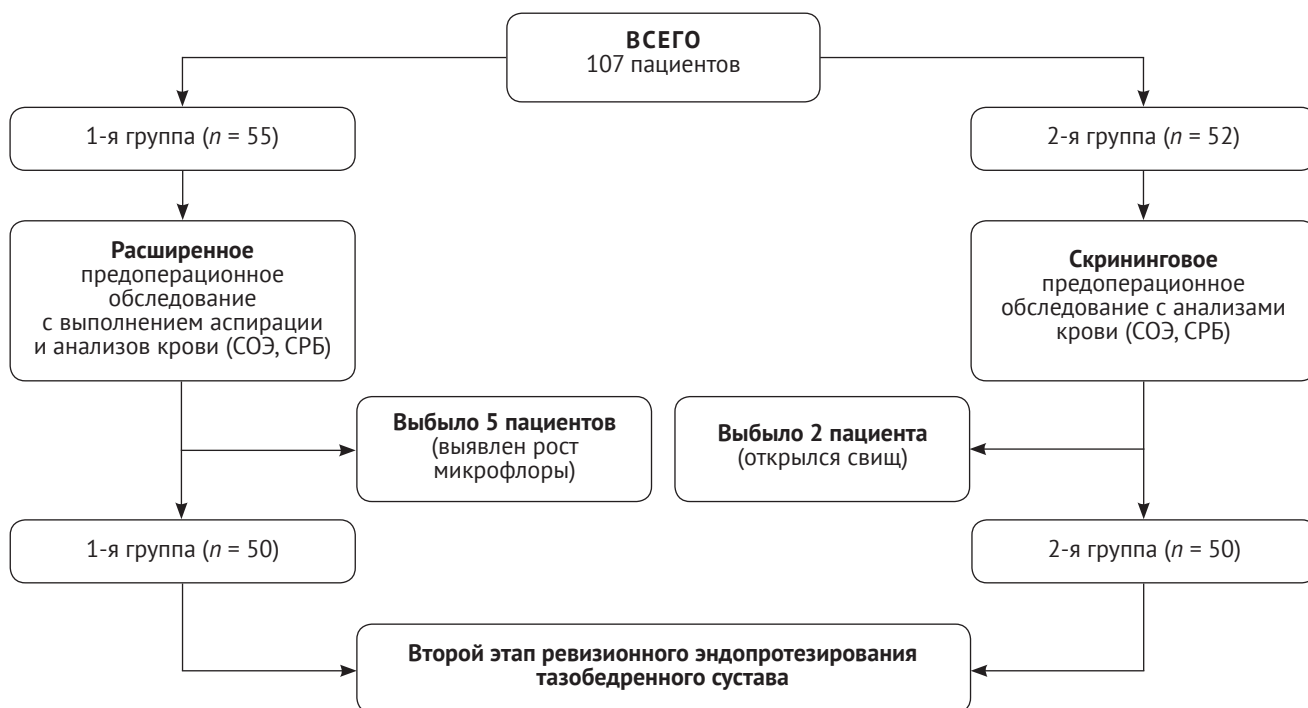 ВСЕГО
107 пациентов
1-я группа (n = 55)
2-я группа (n = 52)
Расширенное
предоперационное
обследование
с выполнением аспирации
и анализов крови (СОЭ, СРБ)
Скрининговое
предоперационное
обследование с анализами
крови (СОЭ, СРБ)
Выбыло 5 пациентов
(выявлен рост
микрофлоры)
Выбыло 2 пациента
(открылся свищ)
1-я группа (n = 50)
2-я группа (n = 50)
Второй этап ревизионного эндопротезирования
тазобедренного сустава